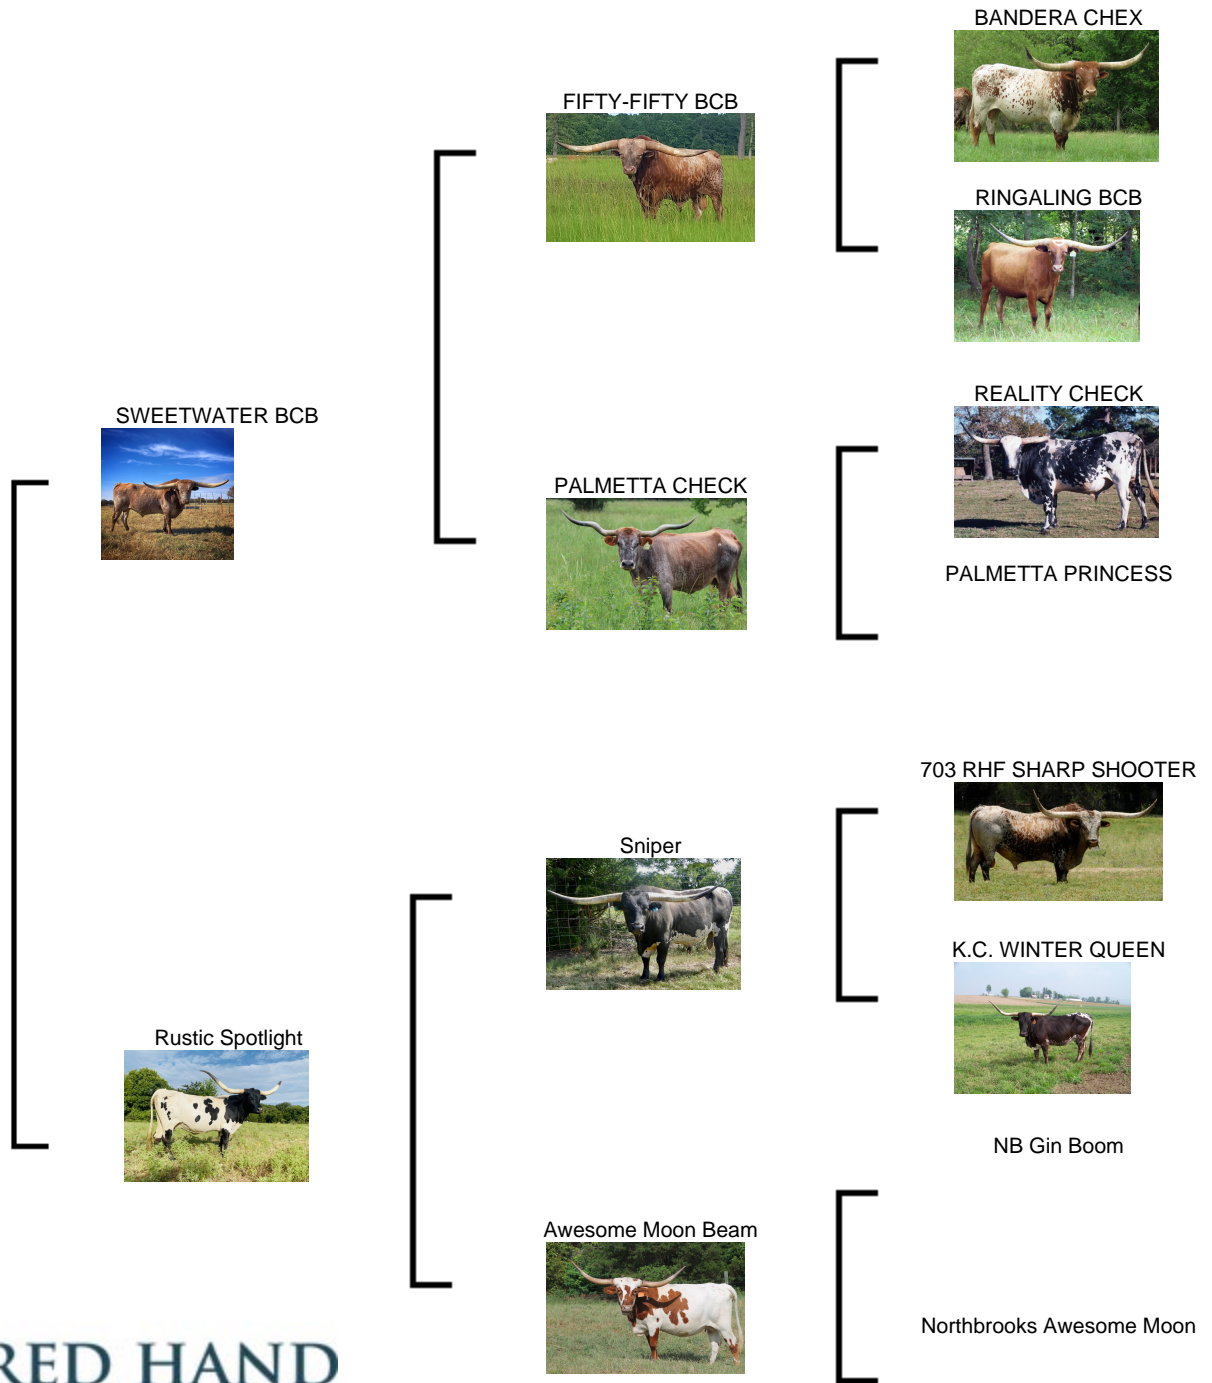 BANDERA CHEX
FIFTY-FIFTY BCB
RINGALING BCB
REALITY CHECK
SWEETWATER BCB
PALMETTA CHECK
PALMETTA PRINCESS
703 RHF SHARP SHOOTER
Sniper
K.C. WINTER QUEEN
Rustic Spotlight
NB Gin Boom
Awesome Moon Beam
Northbrooks Awesome Moon
RED HAND